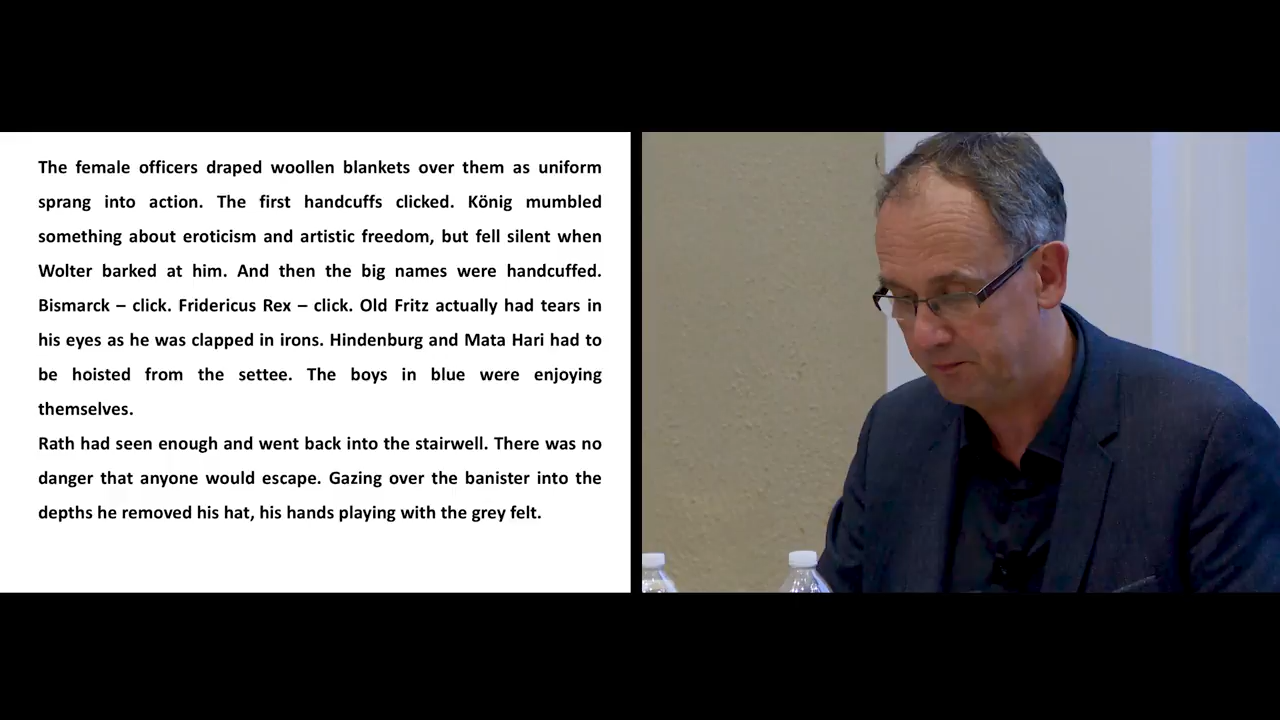 The female officers draped woollen blankets over them as uniform
sprang into action. The first handcuffs clicked. König mumbled
something about eroticism and artistic freedom, but fell silent when
Wolter barked at him. And then the big names were handcuffed.
Bismarck – click. Fridericus Rex – click. Old Fritz actually had tears in
his eyes as he was clapped in irons. Hindenburg and Mata Hari had to
be hoisted from the settee. The boys in blue were enjoying
themselves.
Rath had seen enough and went back into the stairwell. There was no
danger that anyone would escape. Gazing over the banister into the
depths he removed his hat, his hands playing with the grey felt.